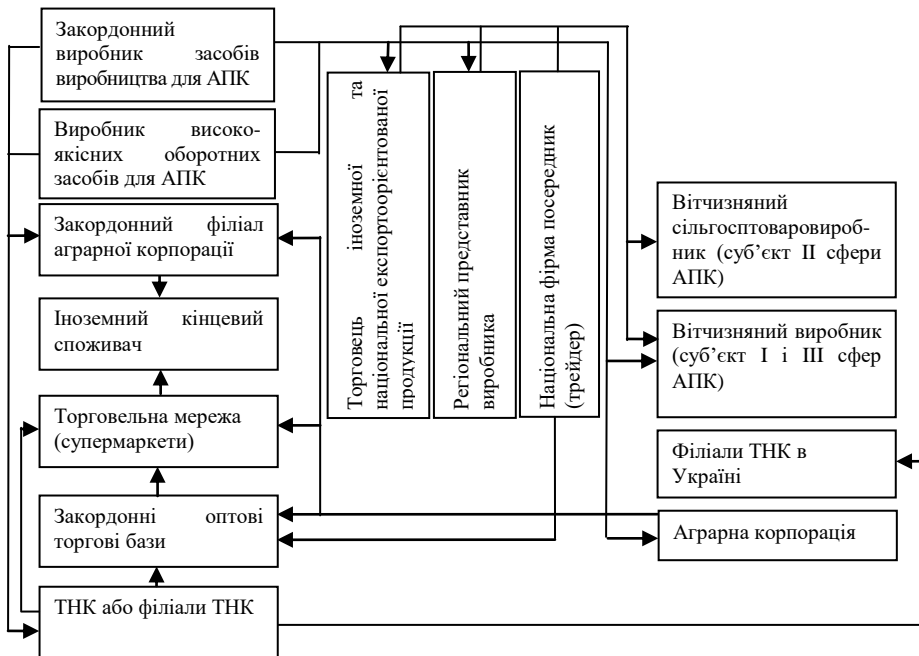 Закордонний
виробник засобів
виробництва для АПК
Виробник високо-
якісних оборотних
засобів для АПК
Закордонний філіал
аграрної корпорації
Іноземний кінцевий
споживач
Торговельна мережа
(супермаркети)
Закордонні оптові
торгові бази
ТНК або філіали ТНК
Торговець іноземної та
національної експортоорієнтованої
продукції
Регіональний представник
виробника
Національна фірма посередник
(трейдер)
Вітчизняний
сільгосптоваровироб-
ник (суб’єкт ІІ сфери
АПК)
Вітчизняний виробник
(суб’єкт І і ІІІ сфер
АПК)
Філіали ТНК в
Україні
Аграрна корпорація